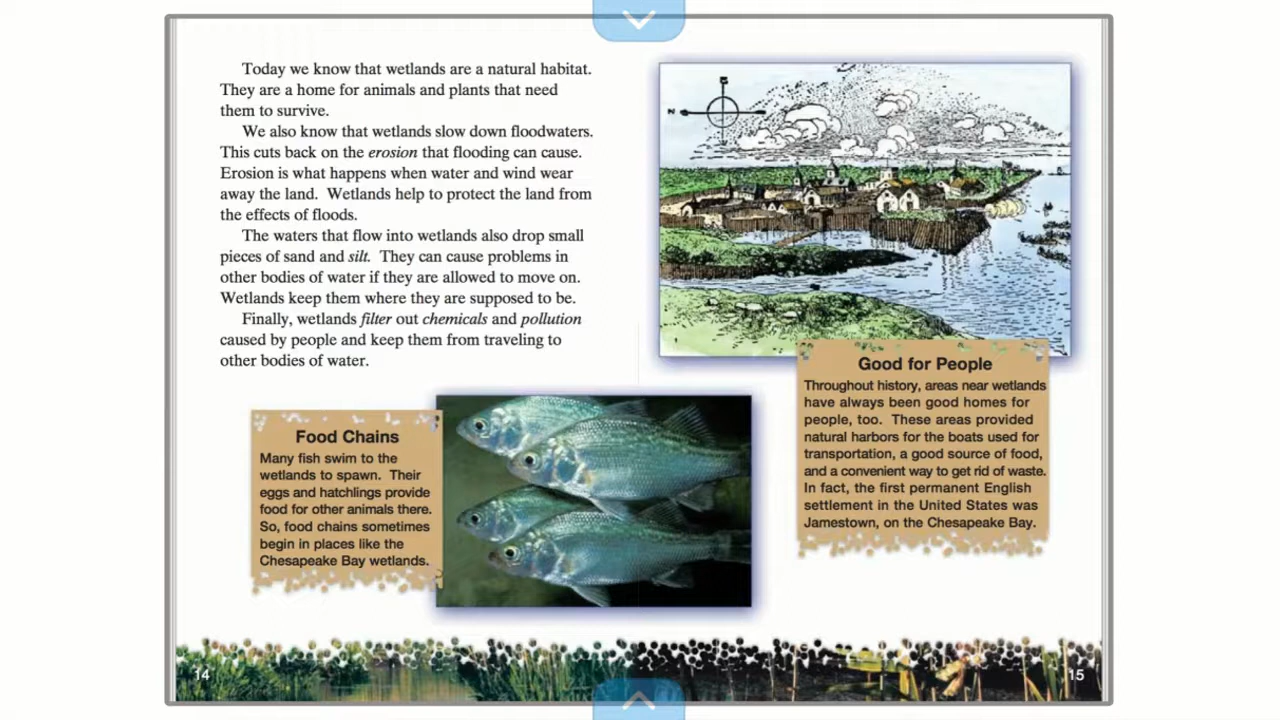 Today we know that wetlands are a natural habitat.
They are a home for animals and plants that need
them to survive.
We also know that wetlands slow down floodwaters.
This cuts back on the erosion that flooding can cause.
Erosion is what happens when water and wind wear
away the land. Wetlands help to protect the land from
the effects of floods.
The waters that flow into wetlands also drop small
pieces of sand and silt. They can cause problems in
other bodies of water if they are allowed to move on.
Wetlands keep them where they are supposed to be.
Finally, wetlands filter out chemicals and pollution
caused by people and keep them from traveling to
other bodies of water.
Food Chains
Many fish swim to the
wetlands to spawn. Their
eggs and hatchlings provide
food for other animals there.
So, food chains sometimes
begin in places like the
Chesapeake Bay wetlands.
14
N
Good for People
Throughout history, areas near wetlands
have always been good homes for
people, too. These areas provided
natural harbors for the boats used for
transportation, a good source of food,
and a convenient way to get rid of waste.
In fact, the first permanent English
settlement in the United States was
Jamestown, on the Chesapeake Bay.
15